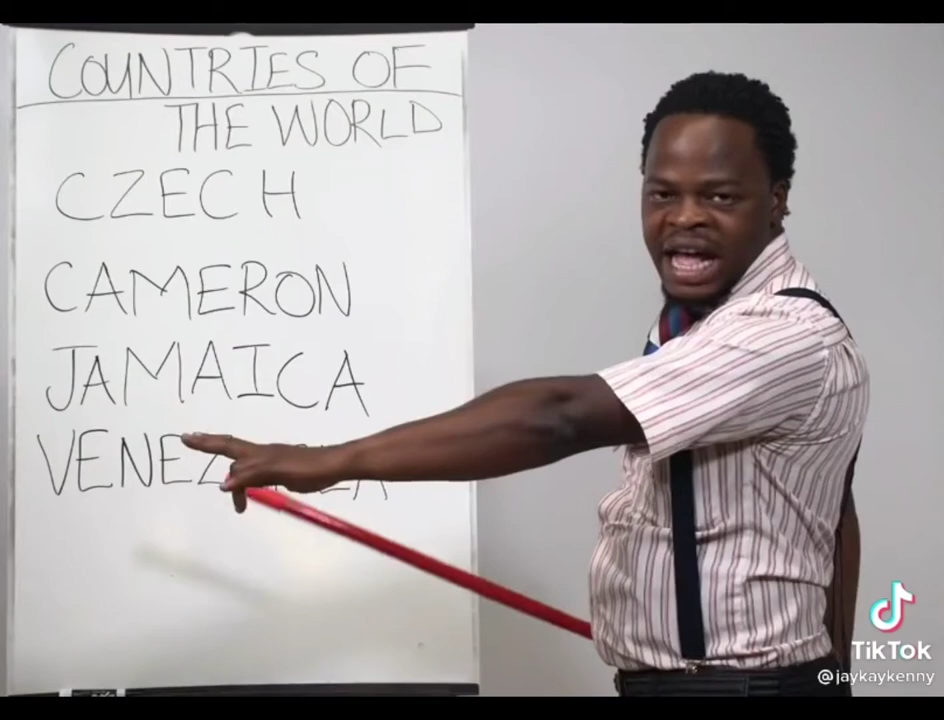 COUNTRIES OF
THE WORLD
CZECH
CAMERON
JAMAICA
TikTok
@jaykaykenny